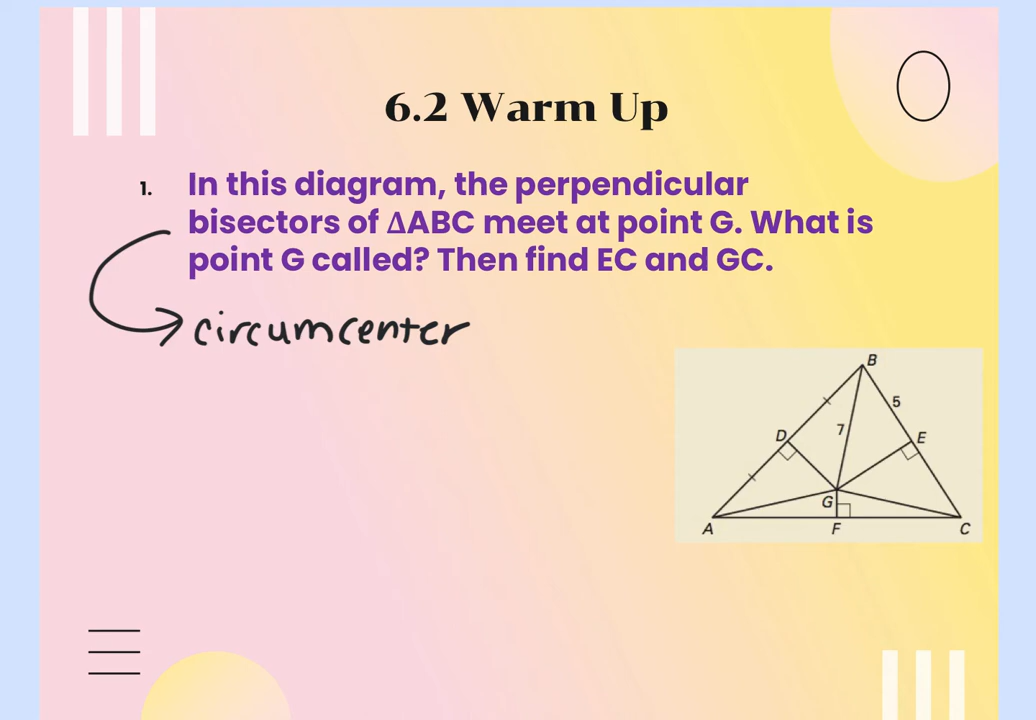 6.2 Warm Up
1. In this diagram, the perpendicular
bisectors of ΔABC meet at point G. What is
point G called? Then find EC and GC.
circumcenter
B
5
7
D
E
G
A
F
C